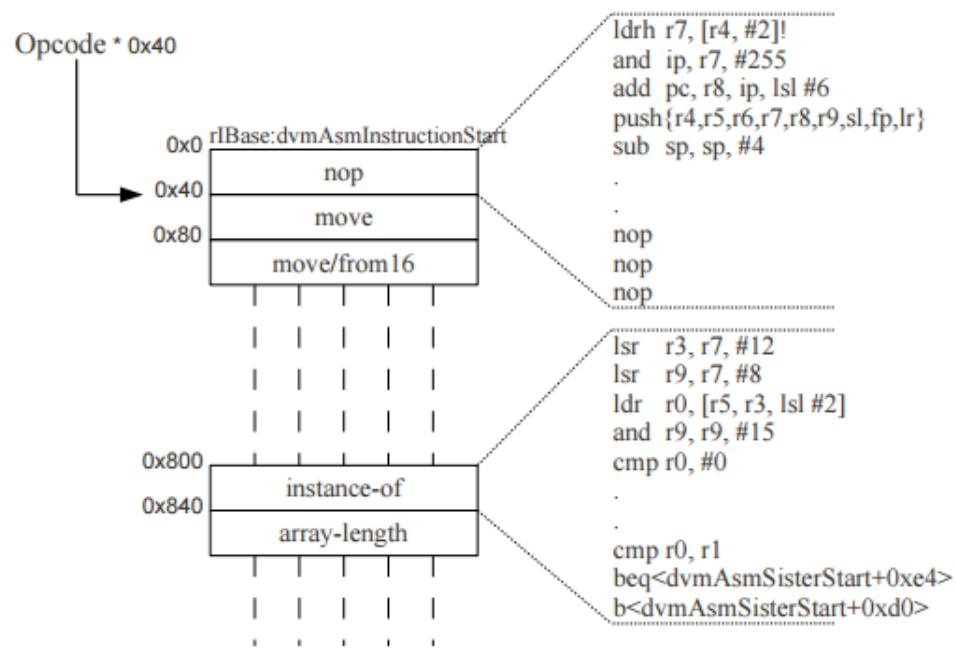 Opcode * 0x40
rIBase:dvmAsmInstructionStart
0x0
nop
0x40
move
0x80
move/from16
0x800
instance-of
0x840
array-length
ldrh r7, [r4, #2]!
and ip, r7, #255
add pc, r8, ip, lsl #6
push{r4,r5,r6,r7,r8,r9,sl,fp,lr}
sub sp, sp, #4
.
.
nop
nop
nop
lsr r3, r7, #12
lsr r9, r7, #8
ldr r0, [r5, r3, lsl #2]
and r9, r9, #15
cmp r0, #0
.
.
cmp r0, r1
beq<dvmAsmSisterStart+0xe4>
b<dvmAsmSisterStart+0xd0>